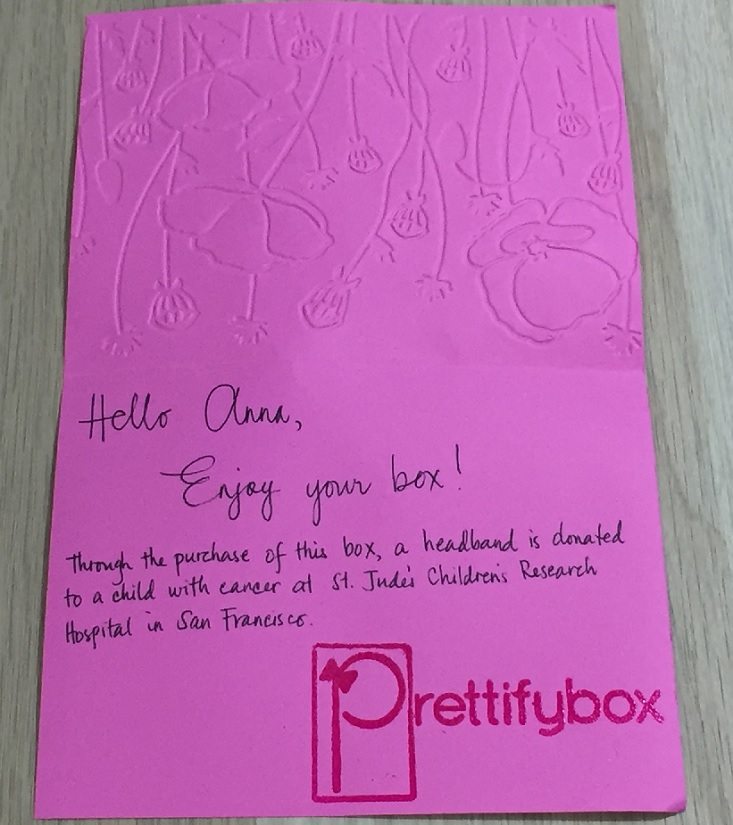 Hello Anna,
Enjoy your box!
Through the purchase of this box, a headband is donated
to a child with cancer at St. Jude's Children's Research
Hospital in San Francisco.
Prettifybox